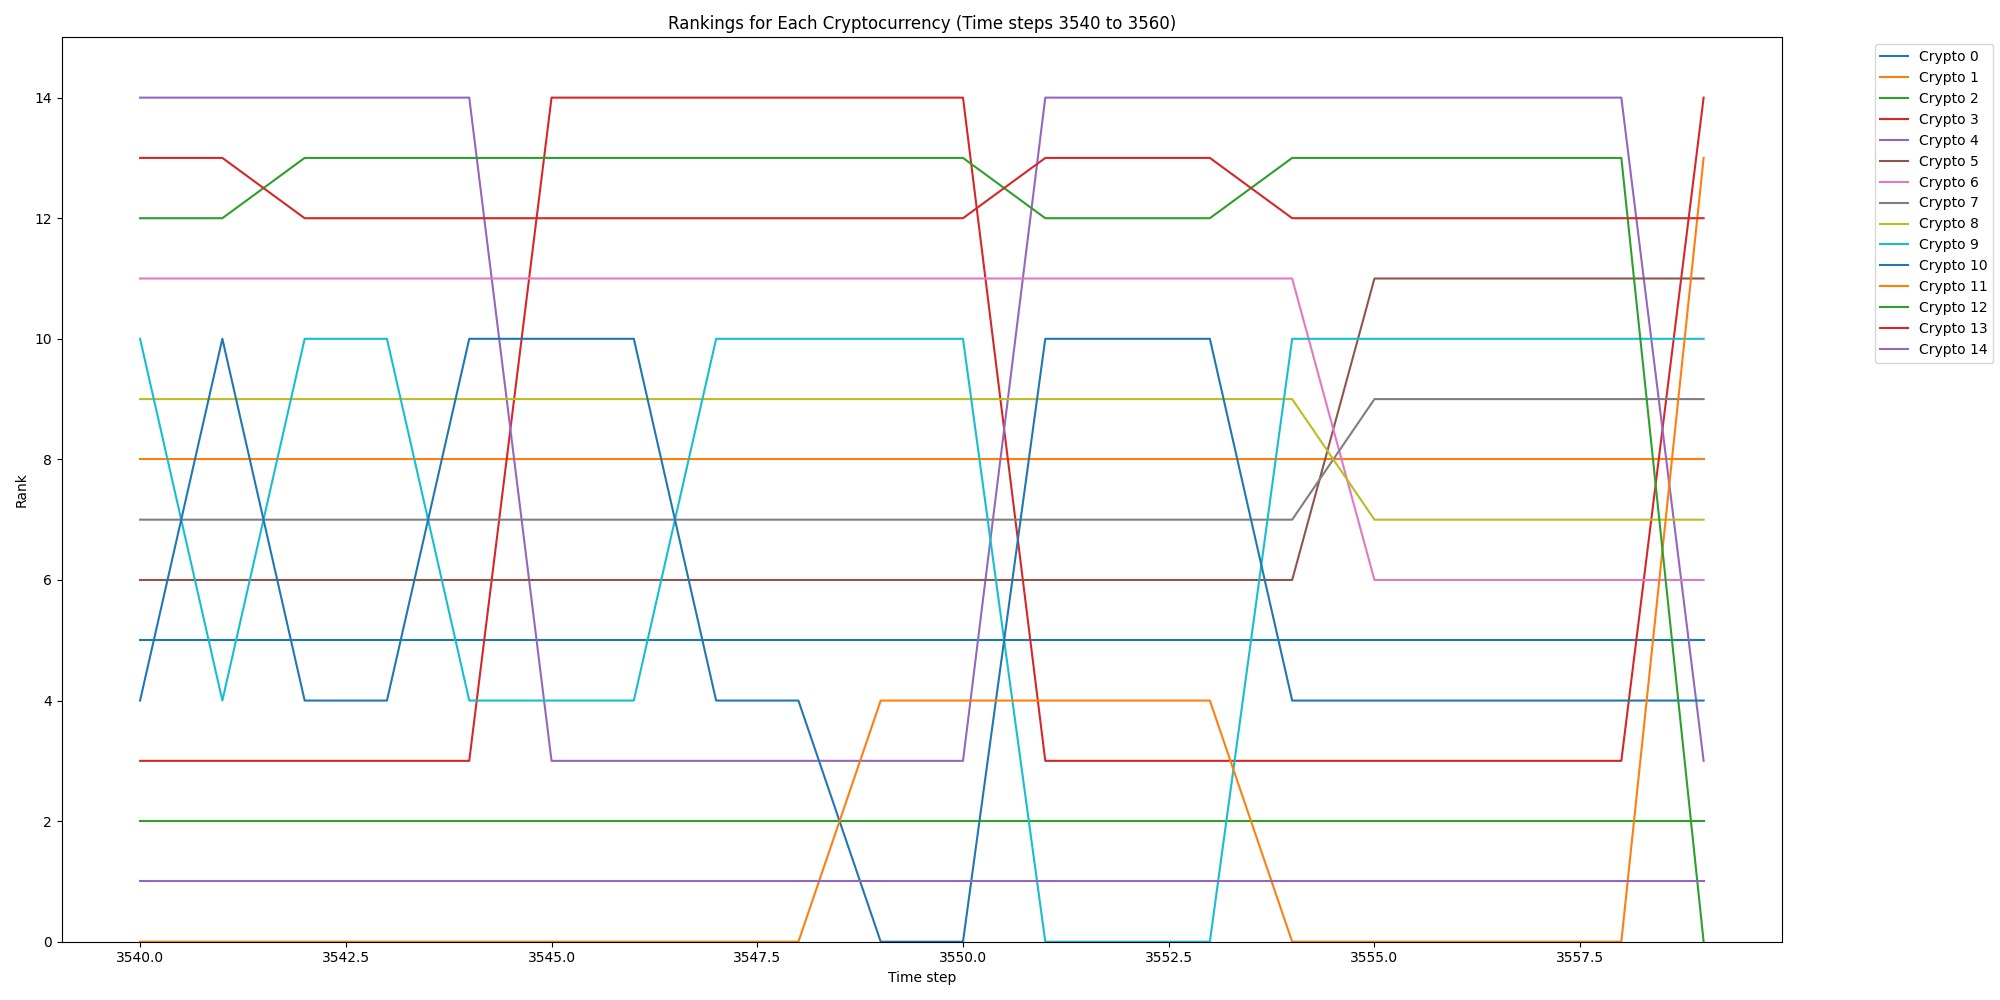 Rankings for Each Cryptocurrency (Time steps 3540 to 3560)
14
12
10
8
6
4
2
0
Rank
3540.0
3542.5
3545.0
3547.5
3550.0
3552.5
3555.0
3557.5
Time step
Crypto 0
Crypto 1
Crypto 2
Crypto 3
Crypto 4
Crypto 5
Crypto 6
Crypto 7
Crypto 8
Crypto 9
Crypto 10
Crypto 11
Crypto 12
Crypto 13
Crypto 14